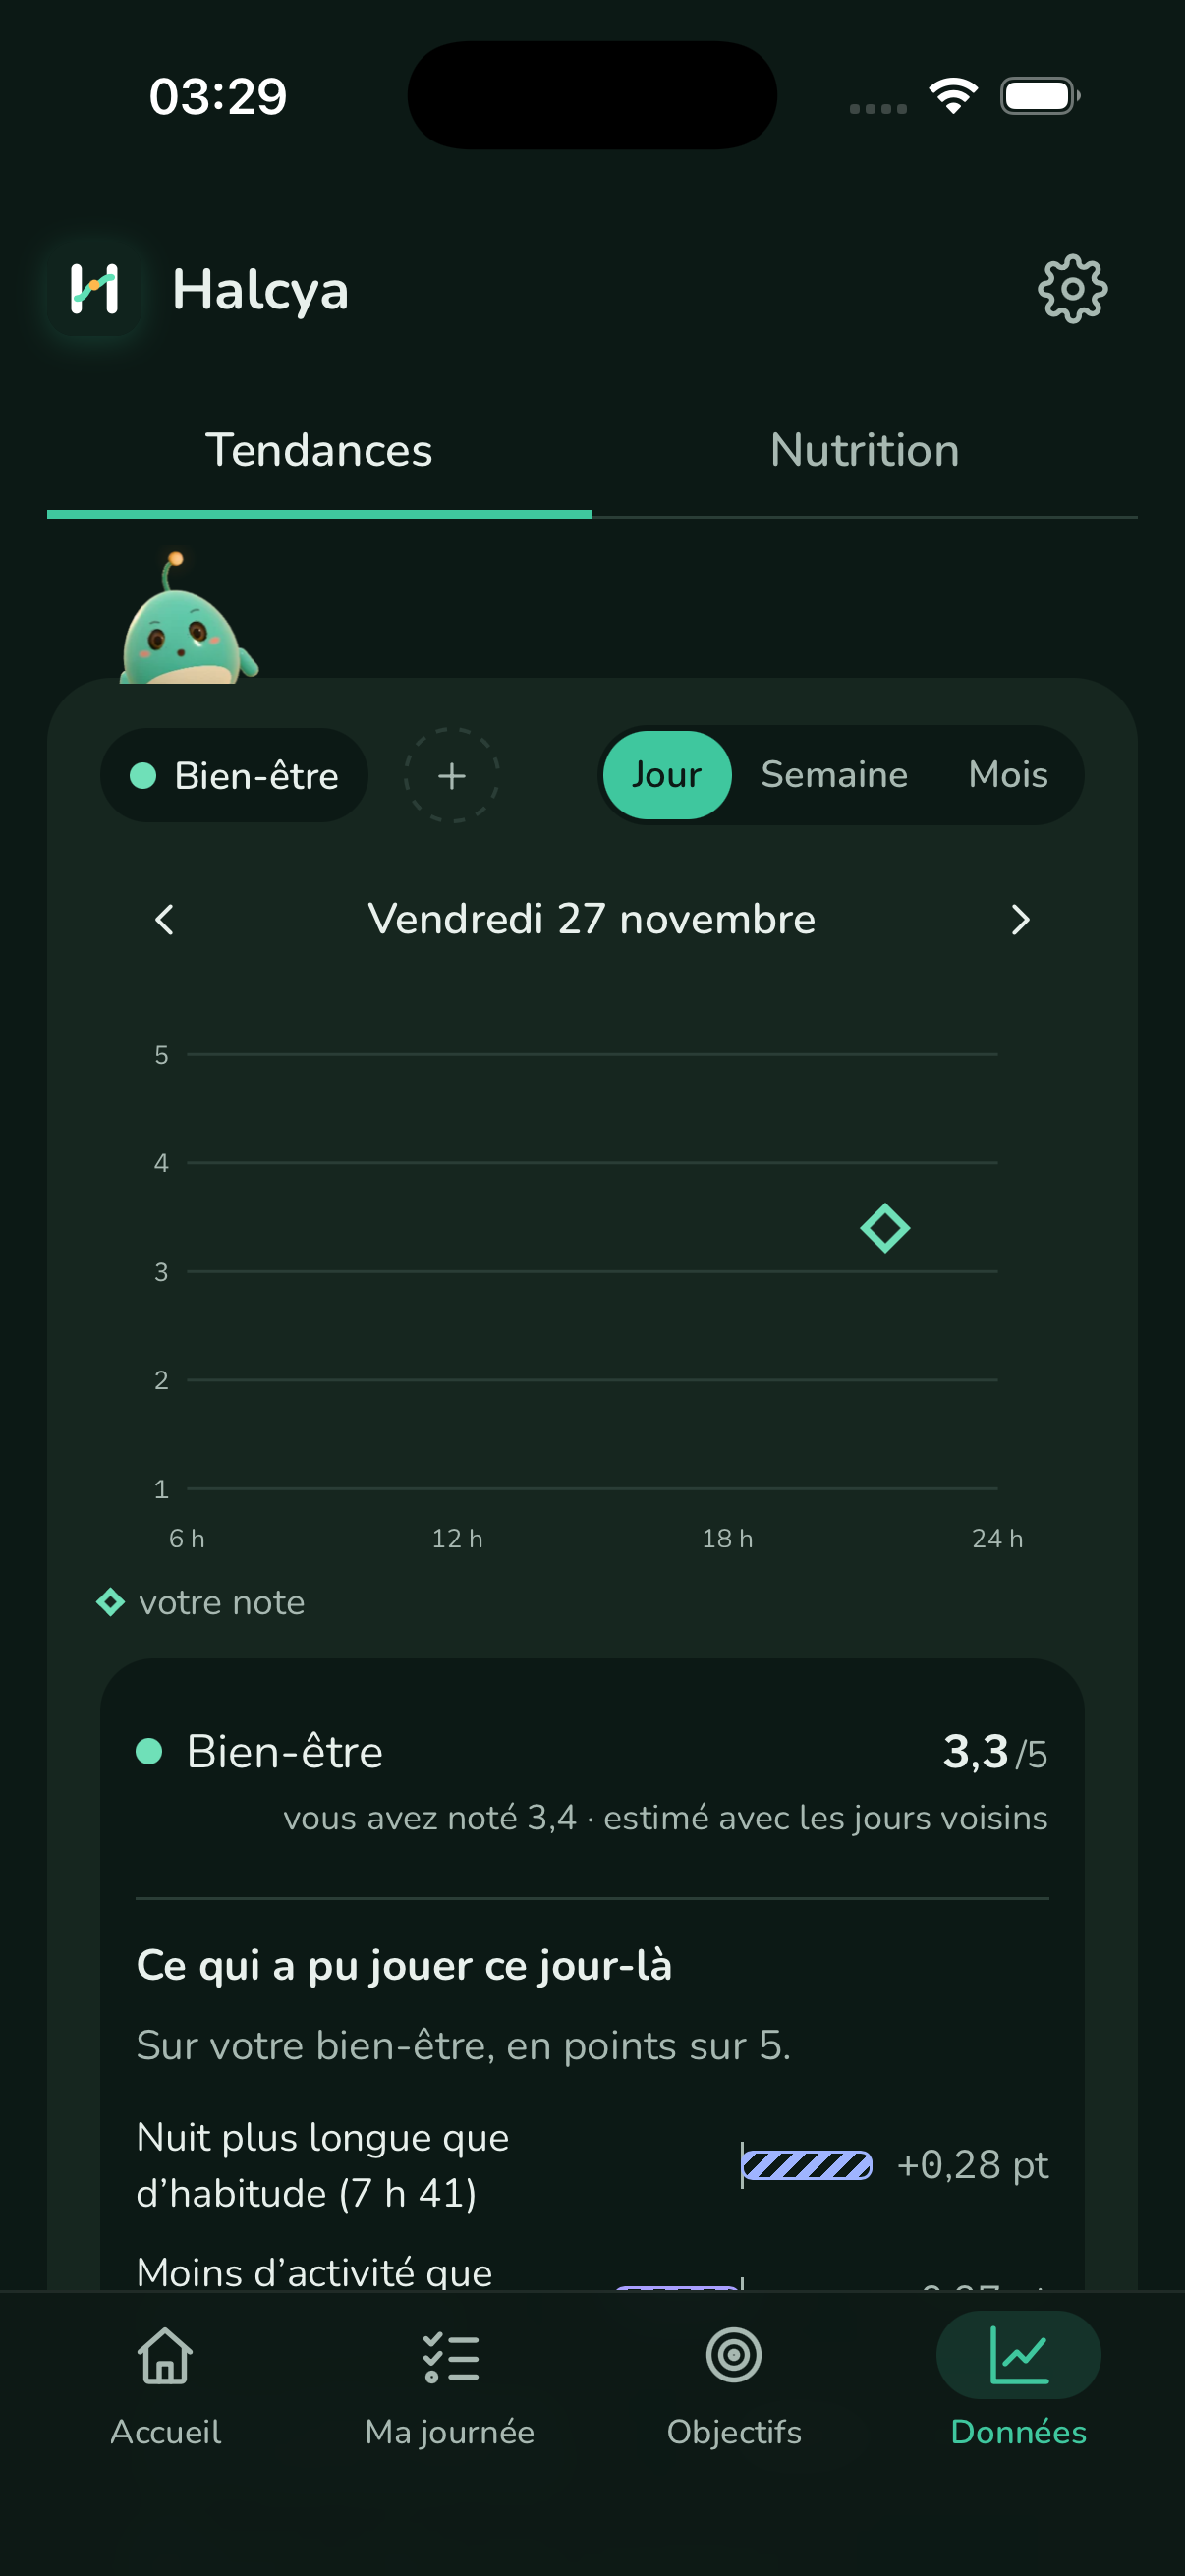 03:29
Halcya
Tendances
Nutrition
Bien-être
+
Jour
Semaine
Mois
Vendredi 27 novembre
5
4
3
2
1
6 h
12 h
18 h
24 h
votre note
Bien-être
3,3 /5
vous avez noté 3,4 · estimé avec les jours voisins
Ce qui a pu jouer ce jour-là
Sur votre bien-être, en points sur 5.
Nuit plus longue que
d’habitude (7 h 41)
+0,28 pt
Moins d’activité que
Accueil
Ma journée
Objectifs
Données